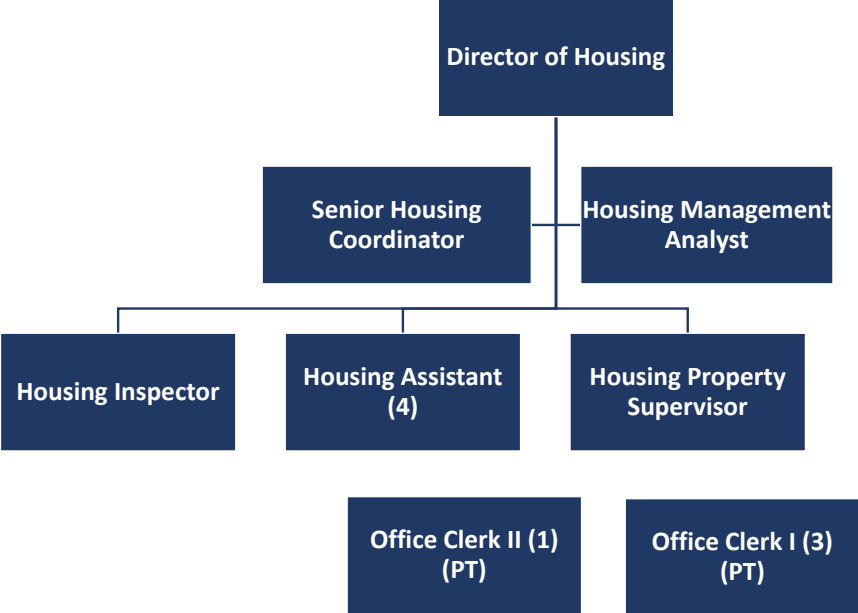 Director of Housing
Senior Housing
Coordinator
Housing Management
Analyst
Housing Inspector
Housing Assistant
(4)
Housing Property
Supervisor
Office Clerk II (1)
(PT)
Office Clerk I (3)
(PT)